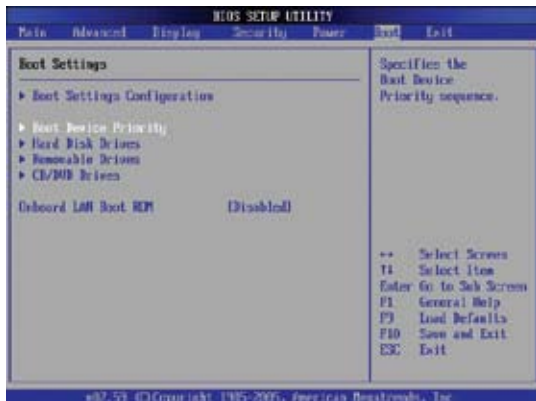 BIOS SETUP UTILITY
Main Advanced Display Security Power Boot Exit
Boot Settings
Boot Settings Configuration
Boot Device Priority
Hard Disk Drives
Removable Drives
CD/DVD Drives
Onboard LAN Boot ROM [Disabled]
Specifies the
Boot Device
Priority sequence.
↔ Select Screen
↑↓ Select Item
Enter Go to Sub Screen
F1 General Help
F9 Load Defaults
F10 Save and Exit
ESC Exit
v02.59 (C)Copyright 1985-2005, American Megatrends, Inc